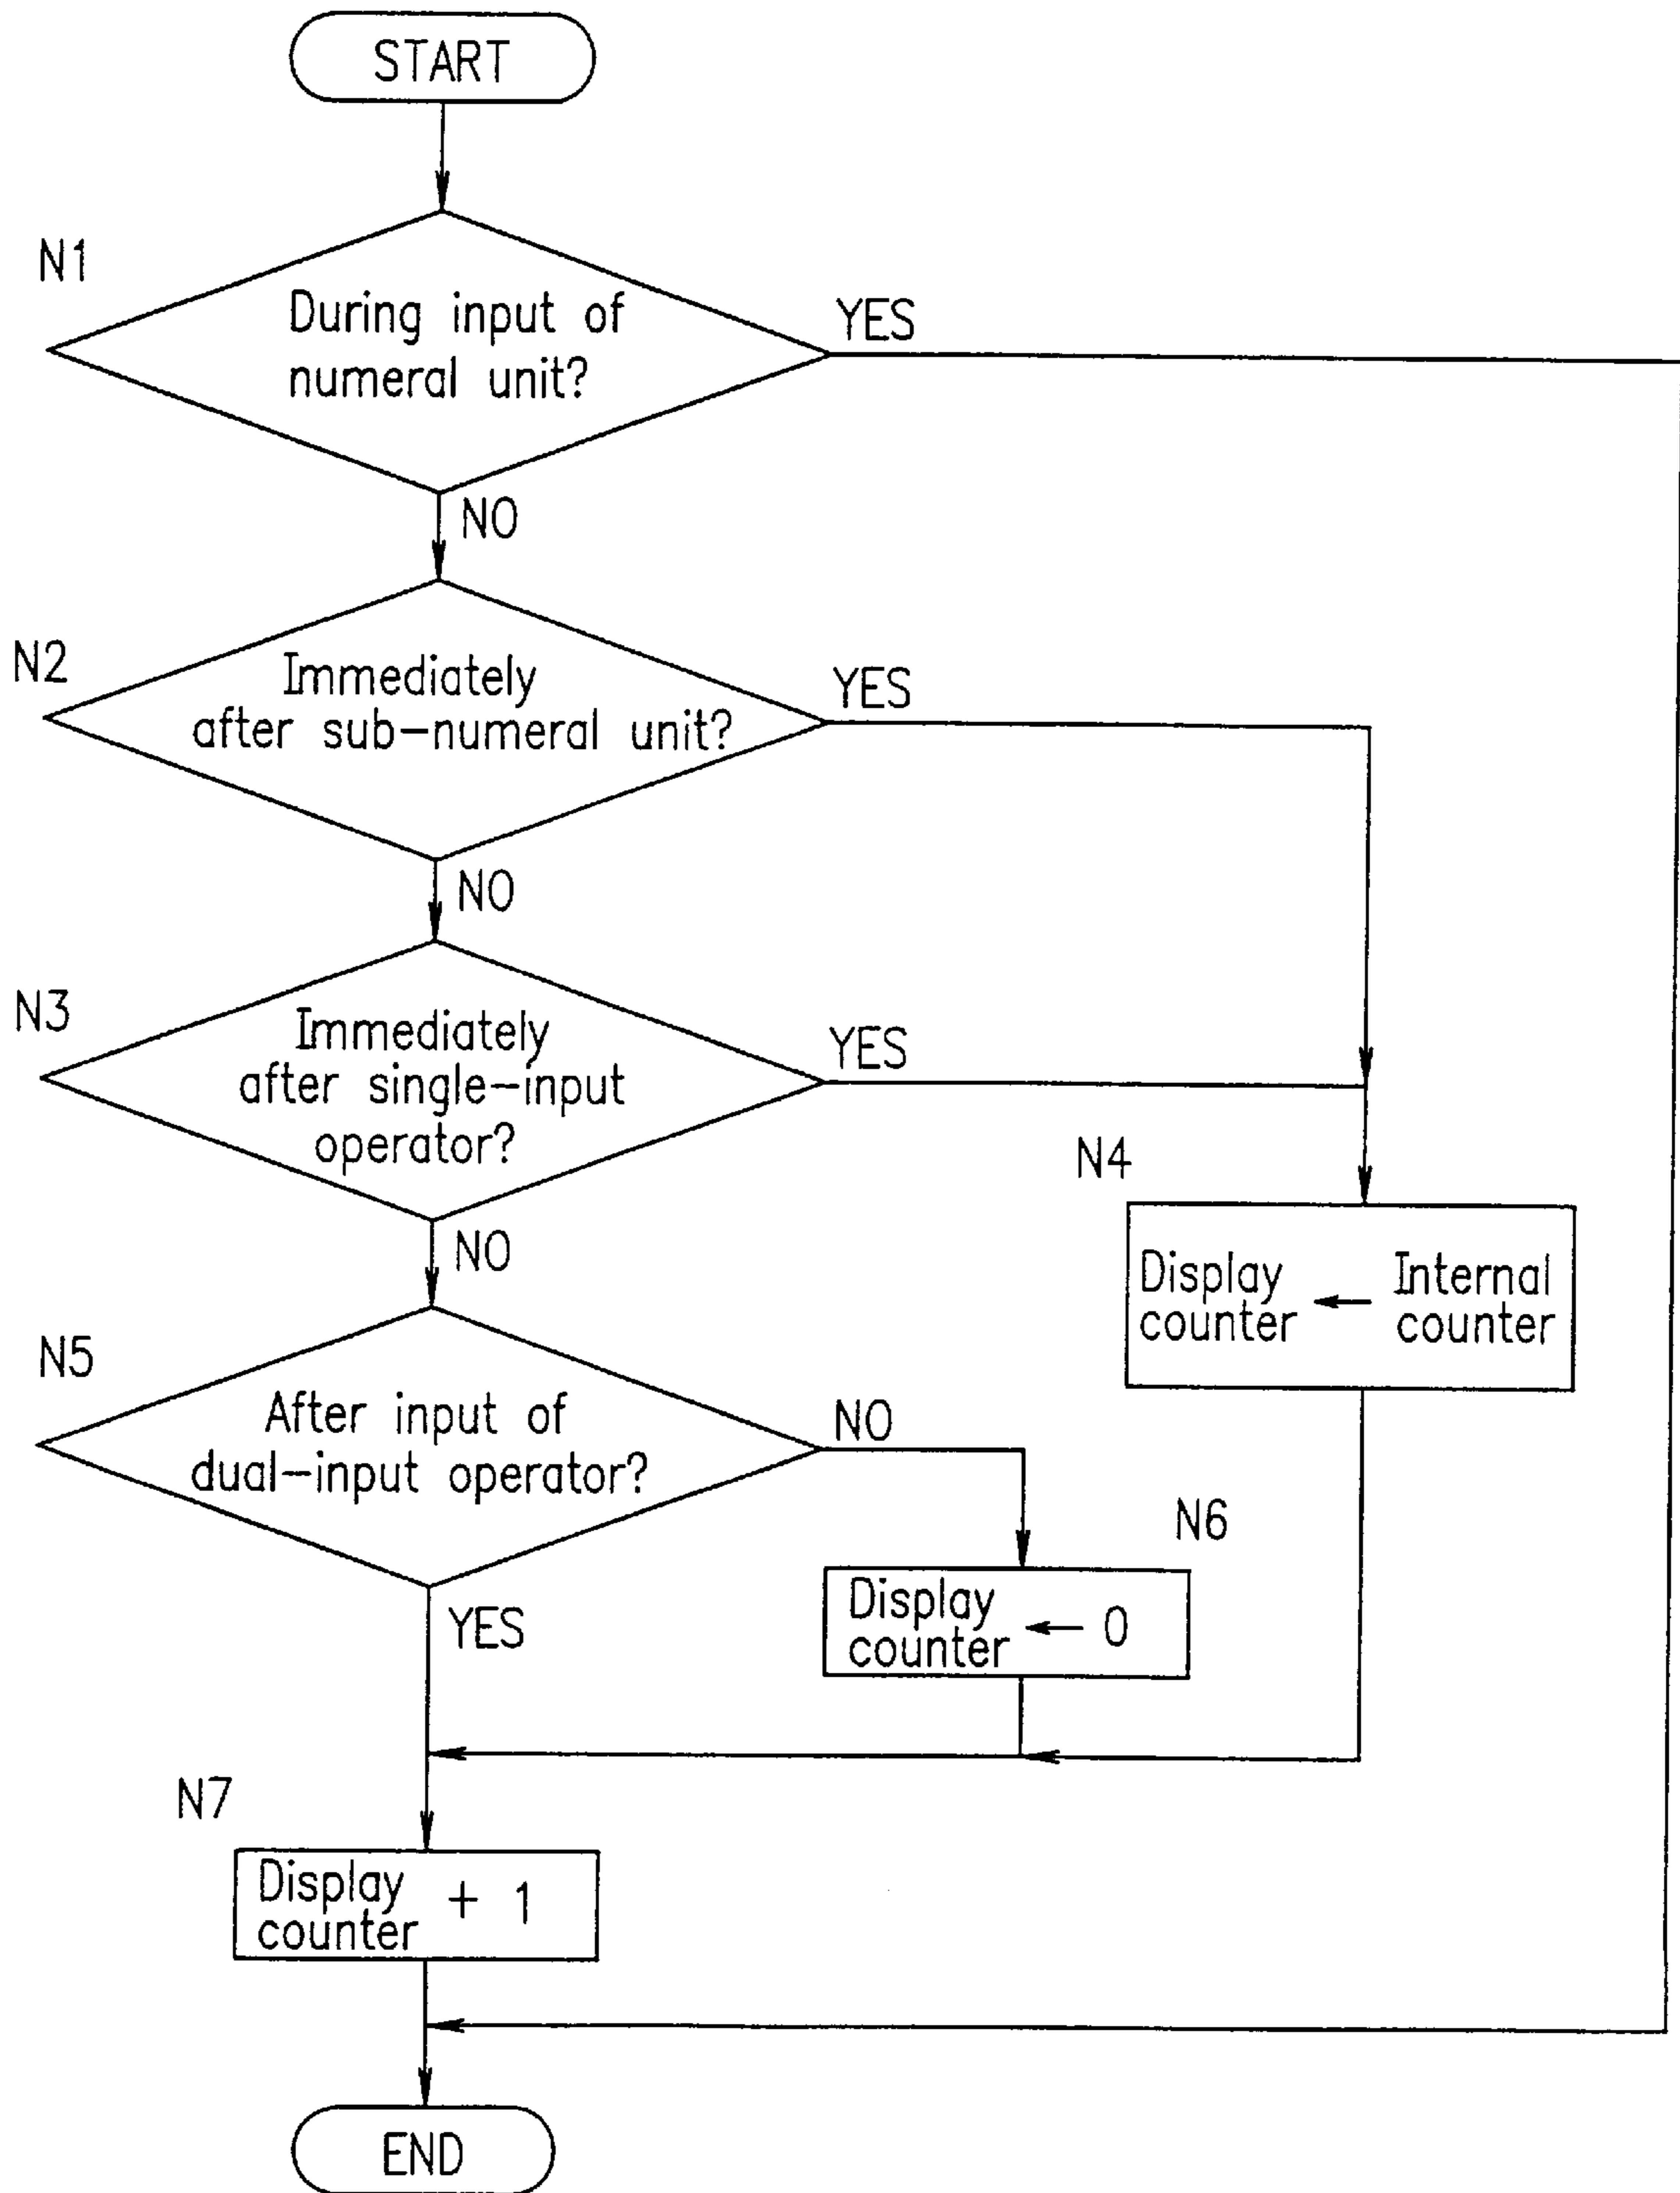 START
N1
During input of
numeral unit?
YES
NO
N2
Immediately
after sub-numeral unit?
YES
NO
N3
Immediately
after single-input
operator?
YES
NO
N4
Display
counter
←
Internal
counter
N5
After input of
dual-input operator?
NO
YES
N6
Display
counter
← 0
N7
Display
counter
+ 1
END